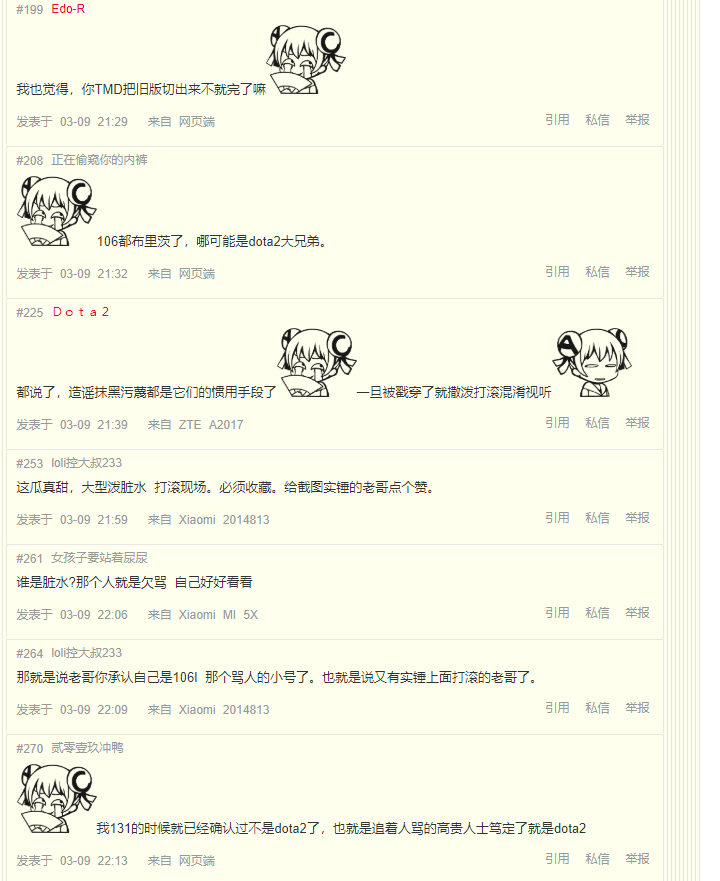 #199 Edo-R
我也觉得，你TMD把旧版切出来不就完了嘛
发表于 03-09 21:29 来自 网页端 引用 私信 举报
#208 正在偷窥你的内裤
106都布里茨了，哪可能是dota2大兄弟。
发表于 03-09 21:32 来自 网页端 引用 私信 举报
#225 Ｄｏｔａ２
都说了，造谣抹黑污蔑都是它们的惯用手段了 一旦被戳穿了就撒泼打滚混淆视听
发表于 03-09 21:39 来自 ZTE A2017 引用 私信 举报
#253 loli控大叔233
这瓜真甜，大型泼脏水 打滚现场。必须收藏。给截图实锤的老哥点个赞。
发表于 03-09 21:59 来自 Xiaomi 2014813 引用 私信 举报
#261 女孩子要站着尿尿
谁是脏水?那个人就是欠骂 自己好好看看
发表于 03-09 22:06 来自 Xiaomi MI 5X 引用 私信 举报
#264 loli控大叔233
那就是说老哥你承认自己是106l 那个骂人的小号了。也就是说又有实锤上面打滚的老哥了。
发表于 03-09 22:09 来自 Xiaomi 2014813 引用 私信 举报
#270 贰零壹玖冲鸭
我131的时候就已经确认过不是dota2了，也就是追着人骂的高贵人士笃定了就是dota2
发表于 03-09 22:13 来自 网页端 引用 私信 举报